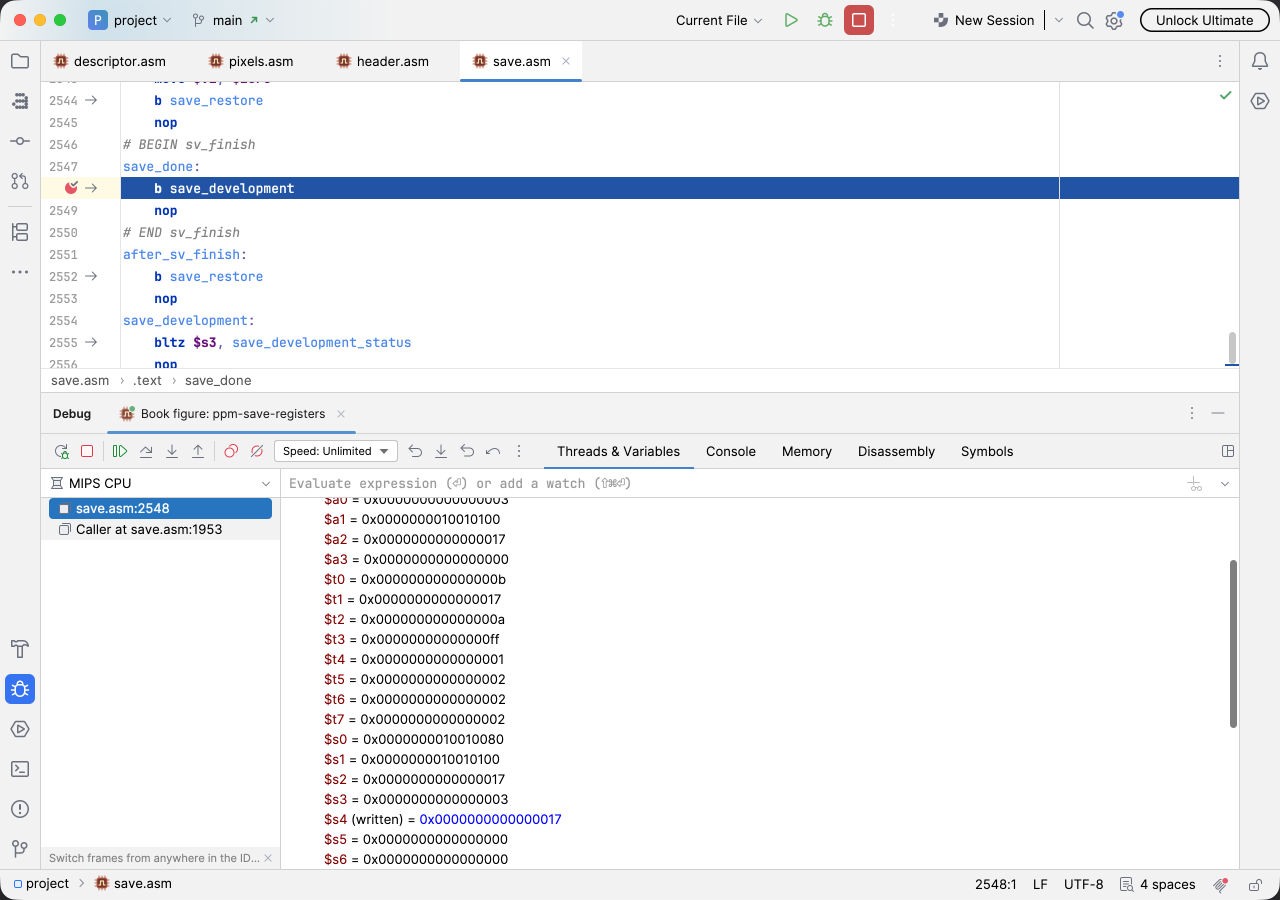 P project main Current File New Session Unlock Ultimate
descriptor.asm pixels.asm header.asm save.asm
2544 b save_restore
2545 nop
2546 # BEGIN sv_finish
2547 save_done:
b save_development
2549 nop
2550 # END sv_finish
2551 after_sv_finish:
2552 b save_restore
2553 nop
2554 save_development:
2555 bltz $s3, save_development_status
2556 nop
save.asm › .text › save_done
Debug Book figure: ppm-save-registers
Speed: Unlimited Threads & Variables Console Memory Disassembly Symbols
MIPS CPU
Evaluate expression (⏎) or add a watch (⇧⌘⏎)
save.asm:2548
Caller at save.asm:1953
$a0 = 0x0000000000000003
$a1 = 0x0000000010010100
$a2 = 0x0000000000000017
$a3 = 0x0000000000000000
$t0 = 0x000000000000000b
$t1 = 0x0000000000000017
$t2 = 0x000000000000000a
$t3 = 0x00000000000000ff
$t4 = 0x0000000000000001
$t5 = 0x0000000000000002
$t6 = 0x0000000000000002
$t7 = 0x0000000000000002
$s0 = 0x0000000010010080
$s1 = 0x0000000010010100
$s2 = 0x0000000000000017
$s3 = 0x0000000000000003
$s4 (written) = 0x0000000000000017
$s5 = 0x0000000000000000
$s6 = 0x0000000000000000
Switch frames from anywhere in the ID...
project › save.asm 2548:1 LF UTF-8 4 spaces